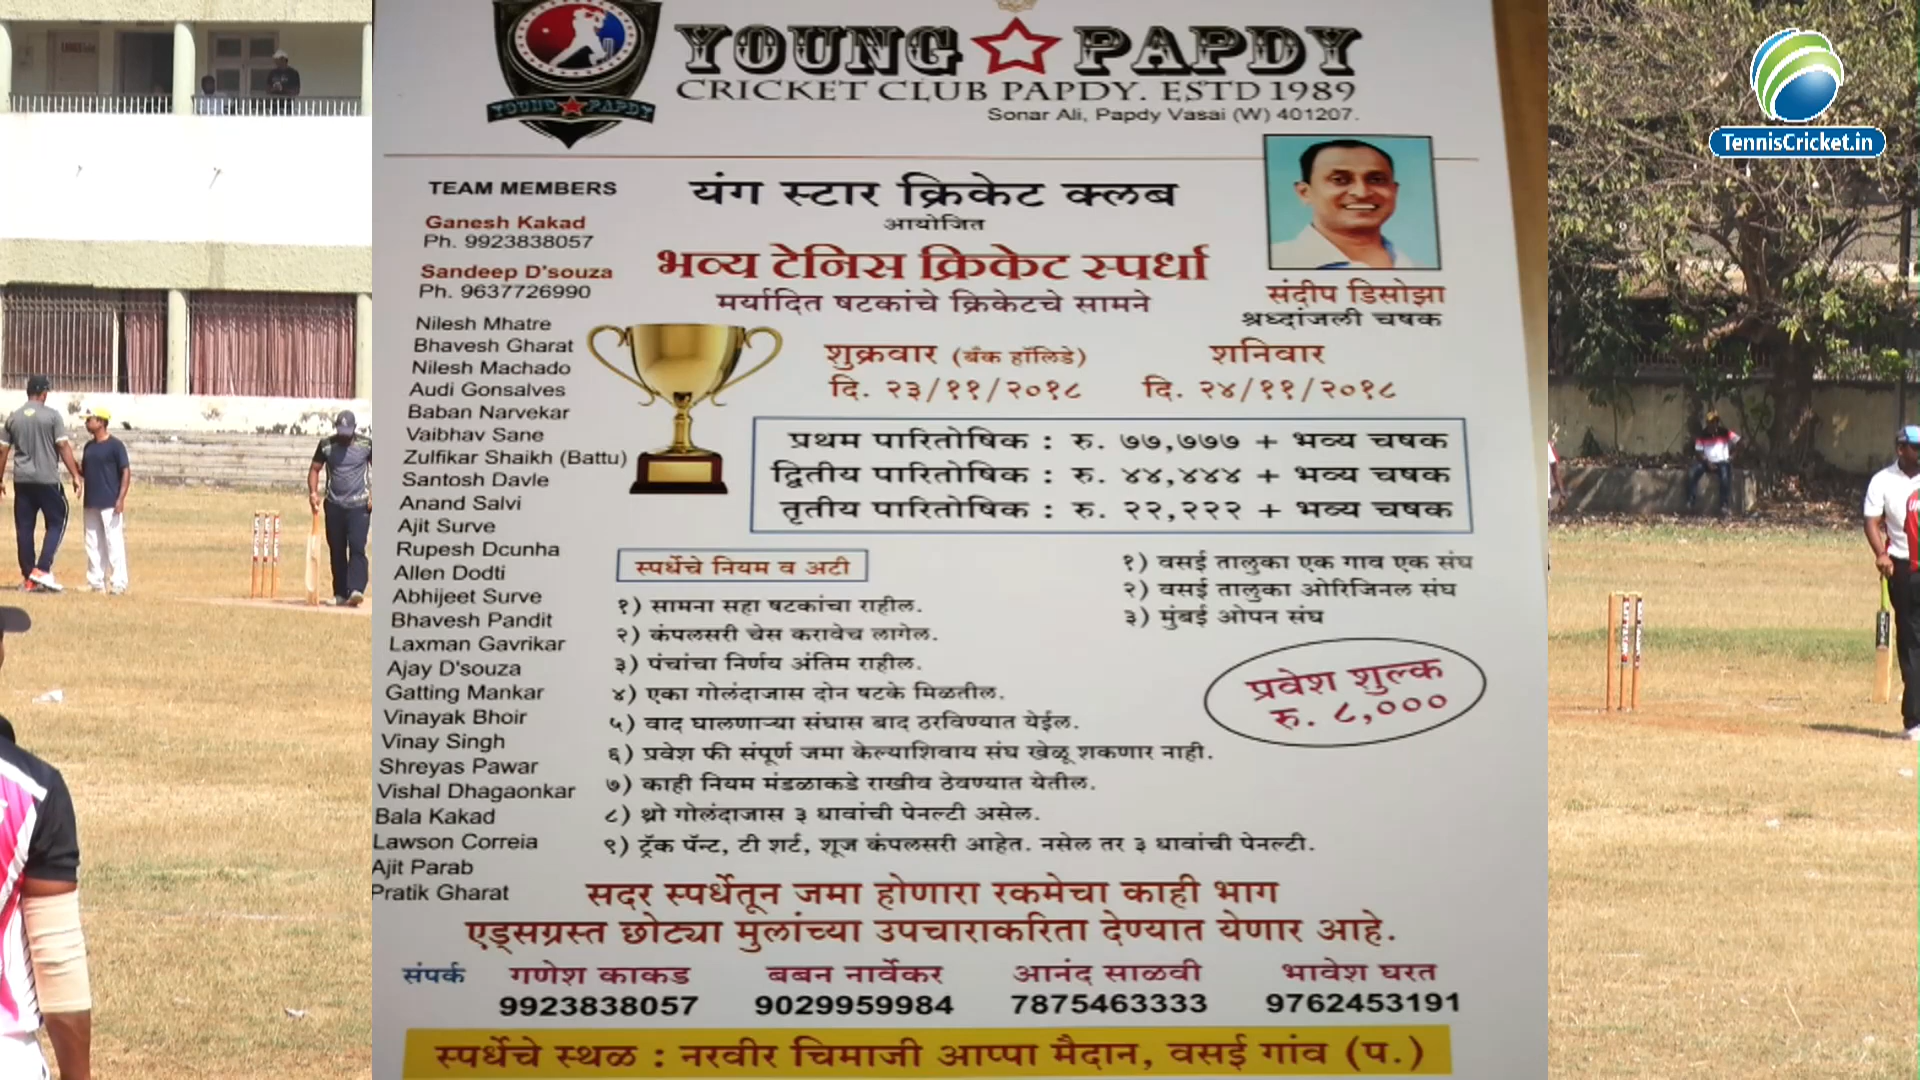 YOUNG ★ PAPDY
YOUNG ★ PAPDY
CRICKET CLUB PAPDY. ESTD 1989
Sonar Ali, Papdy Vasai (W) 401207.
TennisCricket.in
TEAM MEMBERS
Ganesh Kakad
Ph. 9923838057
Sandeep D'souza
Ph. 9637726990
Nilesh Mhatre
Bhavesh Gharat
Nilesh Machado
Audi Gonsalves
Baban Narvekar
Vaibhav Sane
Zulfikar Shaikh (Battu)
Santosh Davle
Anand Salvi
Ajit Surve
Rupesh Dcunha
Allen Dodti
Abhijeet Surve
Bhavesh Pandit
Laxman Gavrikar
Ajay D'souza
Gatting Mankar
Vinayak Bhoir
Vinay Singh
Shreyas Pawar
Vishal Dhagaonkar
Bala Kakad
Lawson Correia
Ajit Parab
Pratik Gharat
यंग स्टार क्रिकेट क्लब
आयोजित
भव्य टेनिस क्रिकेट स्पर्धा
मर्यादित षटकांचे क्रिकेटचे सामने
संदीप डिसोझा
श्रध्दांजली चषक
शुक्रवार (बँक हॉलिडे) शनिवार
दि. २३/११/२०१८ दि. २४/११/२०१८
प्रथम पारितोषिक : रु. ७७,७७७ + भव्य चषक
द्वितीय पारितोषिक : रु. ४४,४४४ + भव्य चषक
तृतीय पारितोषिक : रु. २२,२२२ + भव्य चषक
स्पर्धेचे नियम व अटी
१) सामना सहा षटकांचा राहील.
२) कंपलसरी चेस करावेच लागेल.
३) पंचांचा निर्णय अंतिम राहील.
४) एका गोलंदाजास दोन षटके मिळतील.
५) वाद घालणाऱ्या संघास बाद ठरविण्यात येईल.
६) प्रवेश फी संपूर्ण जमा केल्याशिवाय संघ खेळू शकणार नाही.
७) काही नियम मंडळाकडे राखीव ठेवण्यात येतील.
८) थ्रो गोलंदाजास ३ धावांची पेनल्टी असेल.
९) ट्रॅक पॅन्ट, टी शर्ट, शूज कंपलसरी आहेत. नसेल तर ३ धावांची पेनल्टी.
१) वसई तालुका एक गाव एक संघ
२) वसई तालुका ओरिजिनल संघ
३) मुंबई ओपन संघ
प्रवेश शुल्क
रु. ८,०००
सदर स्पर्धेतून जमा होणारा रकमेचा काही भाग
एड्सग्रस्त छोट्या मुलांच्या उपचाराकरिता देण्यात येणार आहे.
संपर्क गणेश काकड बबन नार्वेकर आनंद साळवी भावेश घरत
9923838057 9029959984 7875463333 9762453191
स्पर्धेचे स्थळ : नरवीर चिमाजी आप्पा मैदान, वसई गांव (प.)